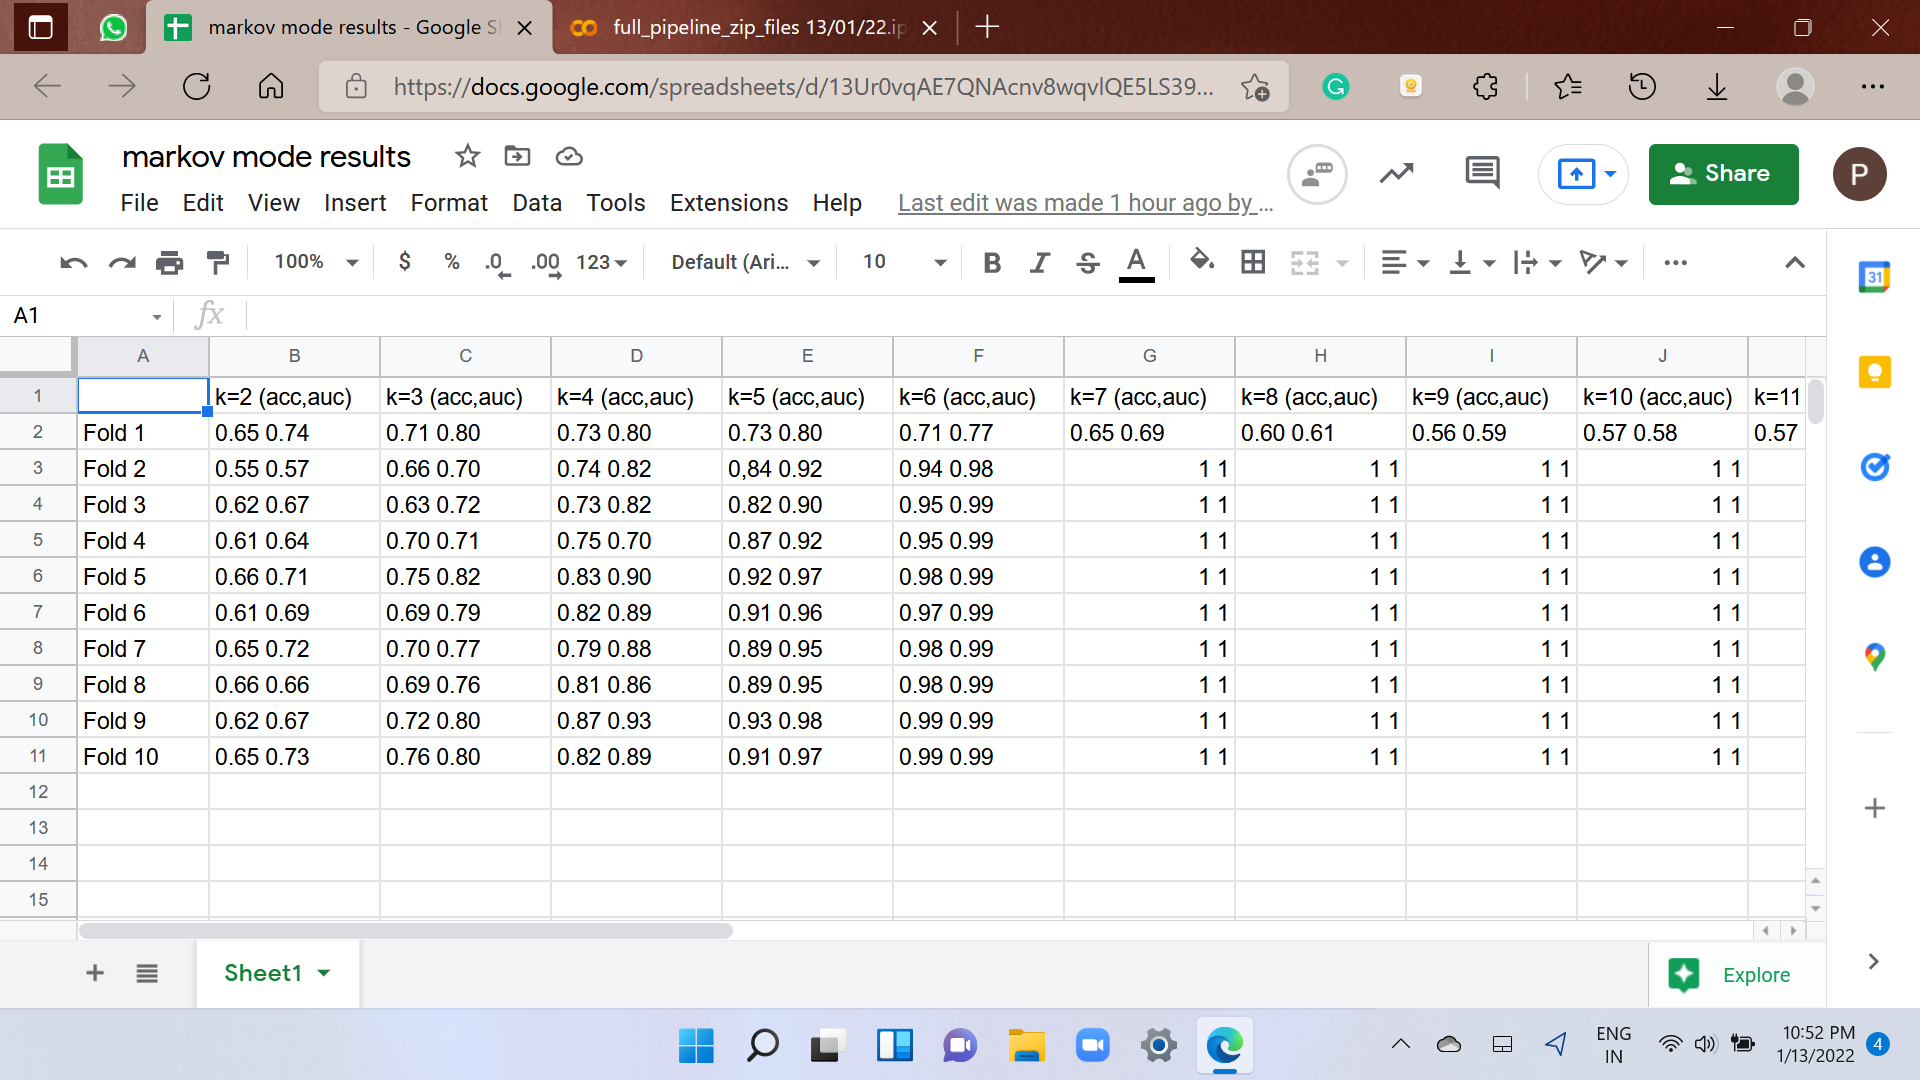 markov mode results - Google S
full_pipeline_zip_files 13/01/22.ip
https://docs.google.com/spreadsheets/d/13Ur0vqAE7QNAcnv8wqvlQE5LS39...
markov mode results
Share
P
File Edit View Insert Format Data Tools Extensions Help Last edit was made 1 hour ago by ...
100% $ % .0 .00 123 Default (Ari... 10 B I S A
31
A1 fx
A B C D E F G H I J
1 k=2 (acc,auc) k=3 (acc,auc) k=4 (acc,auc) k=5 (acc,auc) k=6 (acc,auc) k=7 (acc,auc) k=8 (acc,auc) k=9 (acc,auc) k=10 (acc,auc) k=11
2 Fold 1 0.65 0.74 0.71 0.80 0.73 0.80 0.73 0.80 0.71 0.77 0.65 0.69 0.60 0.61 0.56 0.59 0.57 0.58 0.57
3 Fold 2 0.55 0.57 0.66 0.70 0.74 0.82 0,84 0.92 0.94 0.98 1 1 1 1 1 1 1 1
4 Fold 3 0.62 0.67 0.63 0.72 0.73 0.82 0.82 0.90 0.95 0.99 1 1 1 1 1 1 1 1
5 Fold 4 0.61 0.64 0.70 0.71 0.75 0.70 0.87 0.92 0.95 0.99 1 1 1 1 1 1 1 1
6 Fold 5 0.66 0.71 0.75 0.82 0.83 0.90 0.92 0.97 0.98 0.99 1 1 1 1 1 1 1 1
7 Fold 6 0.61 0.69 0.69 0.79 0.82 0.89 0.91 0.96 0.97 0.99 1 1 1 1 1 1 1 1
8 Fold 7 0.65 0.72 0.70 0.77 0.79 0.88 0.89 0.95 0.98 0.99 1 1 1 1 1 1 1 1
9 Fold 8 0.66 0.66 0.69 0.76 0.81 0.86 0.89 0.95 0.98 0.99 1 1 1 1 1 1 1 1
10 Fold 9 0.62 0.67 0.72 0.80 0.87 0.93 0.93 0.98 0.99 0.99 1 1 1 1 1 1 1 1
11 Fold 10 0.65 0.73 0.76 0.80 0.82 0.89 0.91 0.97 0.99 0.99 1 1 1 1 1 1 1 1
12
13
14
15
Sheet1
Explore
ENG
IN
10:52 PM
1/13/2022
4